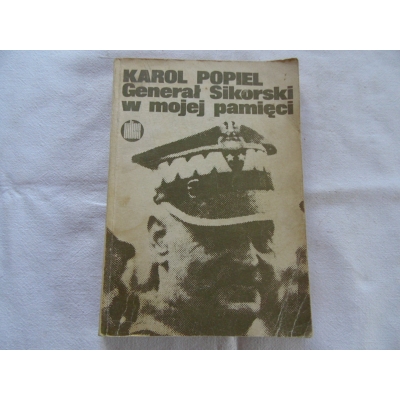 KAROL POPIEL
Generał Sikorski
w mojej pamięci